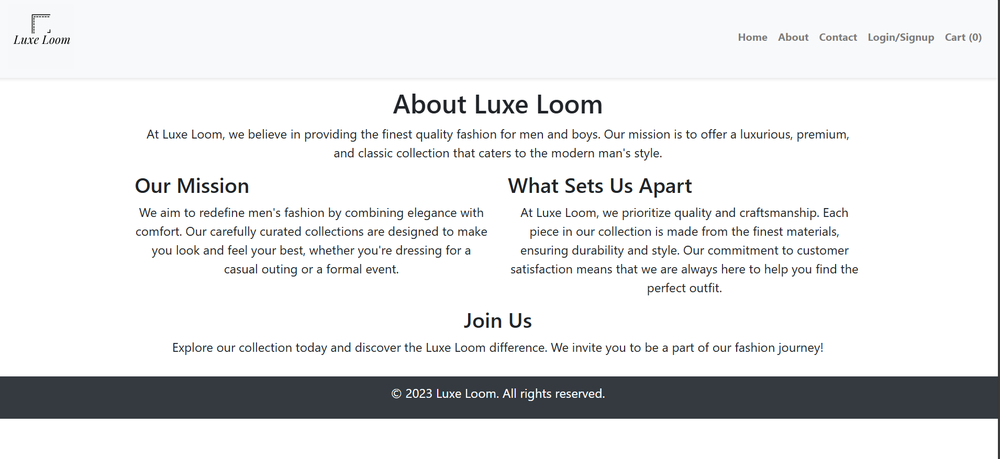 Luxe Loom
Home About Contact Login/Signup Cart (0)
About Luxe Loom
At Luxe Loom, we believe in providing the finest quality fashion for men and boys. Our mission is to offer a luxurious, premium,
and classic collection that caters to the modern man's style.
Our Mission
We aim to redefine men's fashion by combining elegance with
comfort. Our carefully curated collections are designed to make
you look and feel your best, whether you're dressing for a
casual outing or a formal event.
What Sets Us Apart
At Luxe Loom, we prioritize quality and craftsmanship. Each
piece in our collection is made from the finest materials,
ensuring durability and style. Our commitment to customer
satisfaction means that we are always here to help you find the
perfect outfit.
Join Us
Explore our collection today and discover the Luxe Loom difference. We invite you to be a part of our fashion journey!
© 2023 Luxe Loom. All rights reserved.